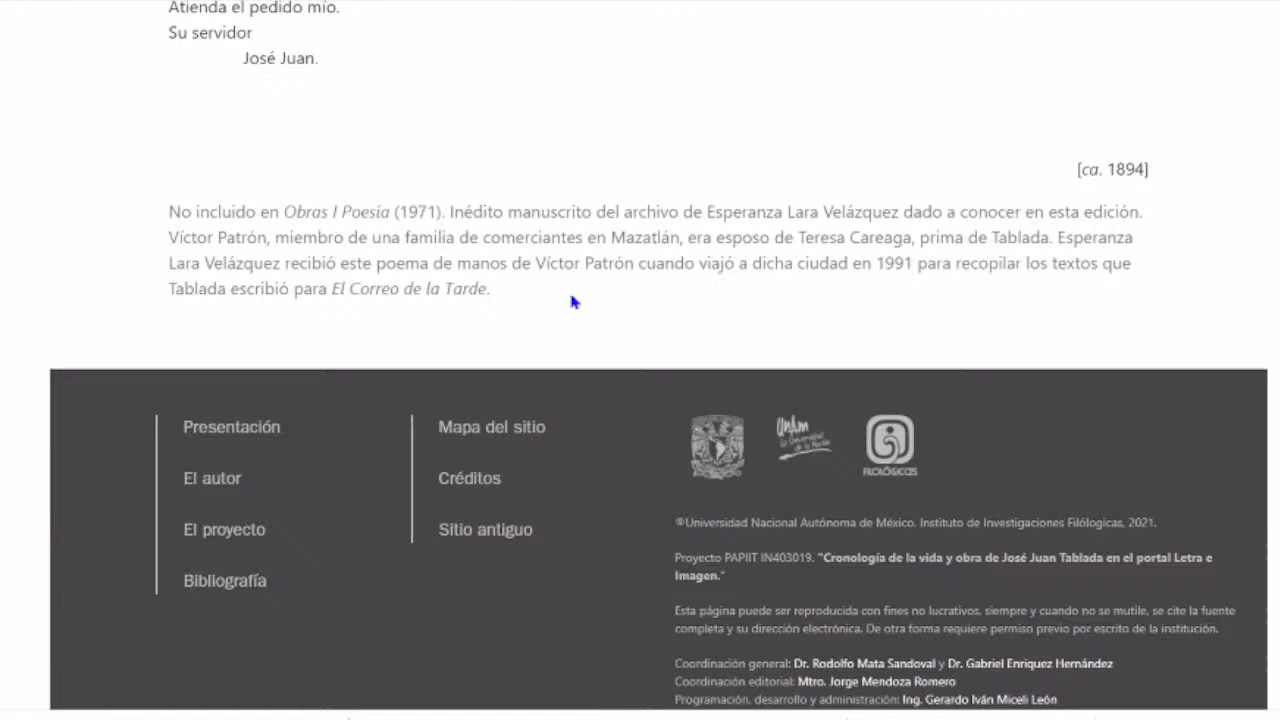 Atienda el pedido mío.
Su servidor
José Juan.
[ca. 1894]
No incluido en Obras I Poesía (1971). Inédito manuscrito del archivo de Esperanza Lara Velázquez dado a conocer en esta edición.
Víctor Patrón, miembro de una familia de comerciantes en Mazatlán, era esposo de Teresa Careaga, prima de Tablada. Esperanza
Lara Velázquez recibió este poema de manos de Víctor Patrón cuando viajó a dicha ciudad en 1991 para recopilar los textos que
Tablada escribió para El Correo de la Tarde.
Presentación
El autor
El proyecto
Bibliografía
Mapa del sitio
Créditos
Sitio antiguo
UNAM
La Universidad
de la Nación
FILOLÓGICAS
©Universidad Nacional Autónoma de México. Instituto de Investigaciones Filólogicas, 2021.
Proyecto PAPIIT IN403019. "Cronología de la vida y obra de José Juan Tablada en el portal Letra e
Imagen."
Esta página puede ser reproducida con fines no lucrativos, siempre y cuando no se mutile, se cite la fuente
completa y su dirección electrónica. De otra forma requiere permiso previo por escrito de la institución.
Coordinación general: Dr. Rodolfo Mata Sandoval y Dr. Gabriel Enriquez Hernández
Coordinación editorial: Mtro. Jorge Mendoza Romero
Programación, desarrollo y administración: Ing. Gerardo Iván Miceli León